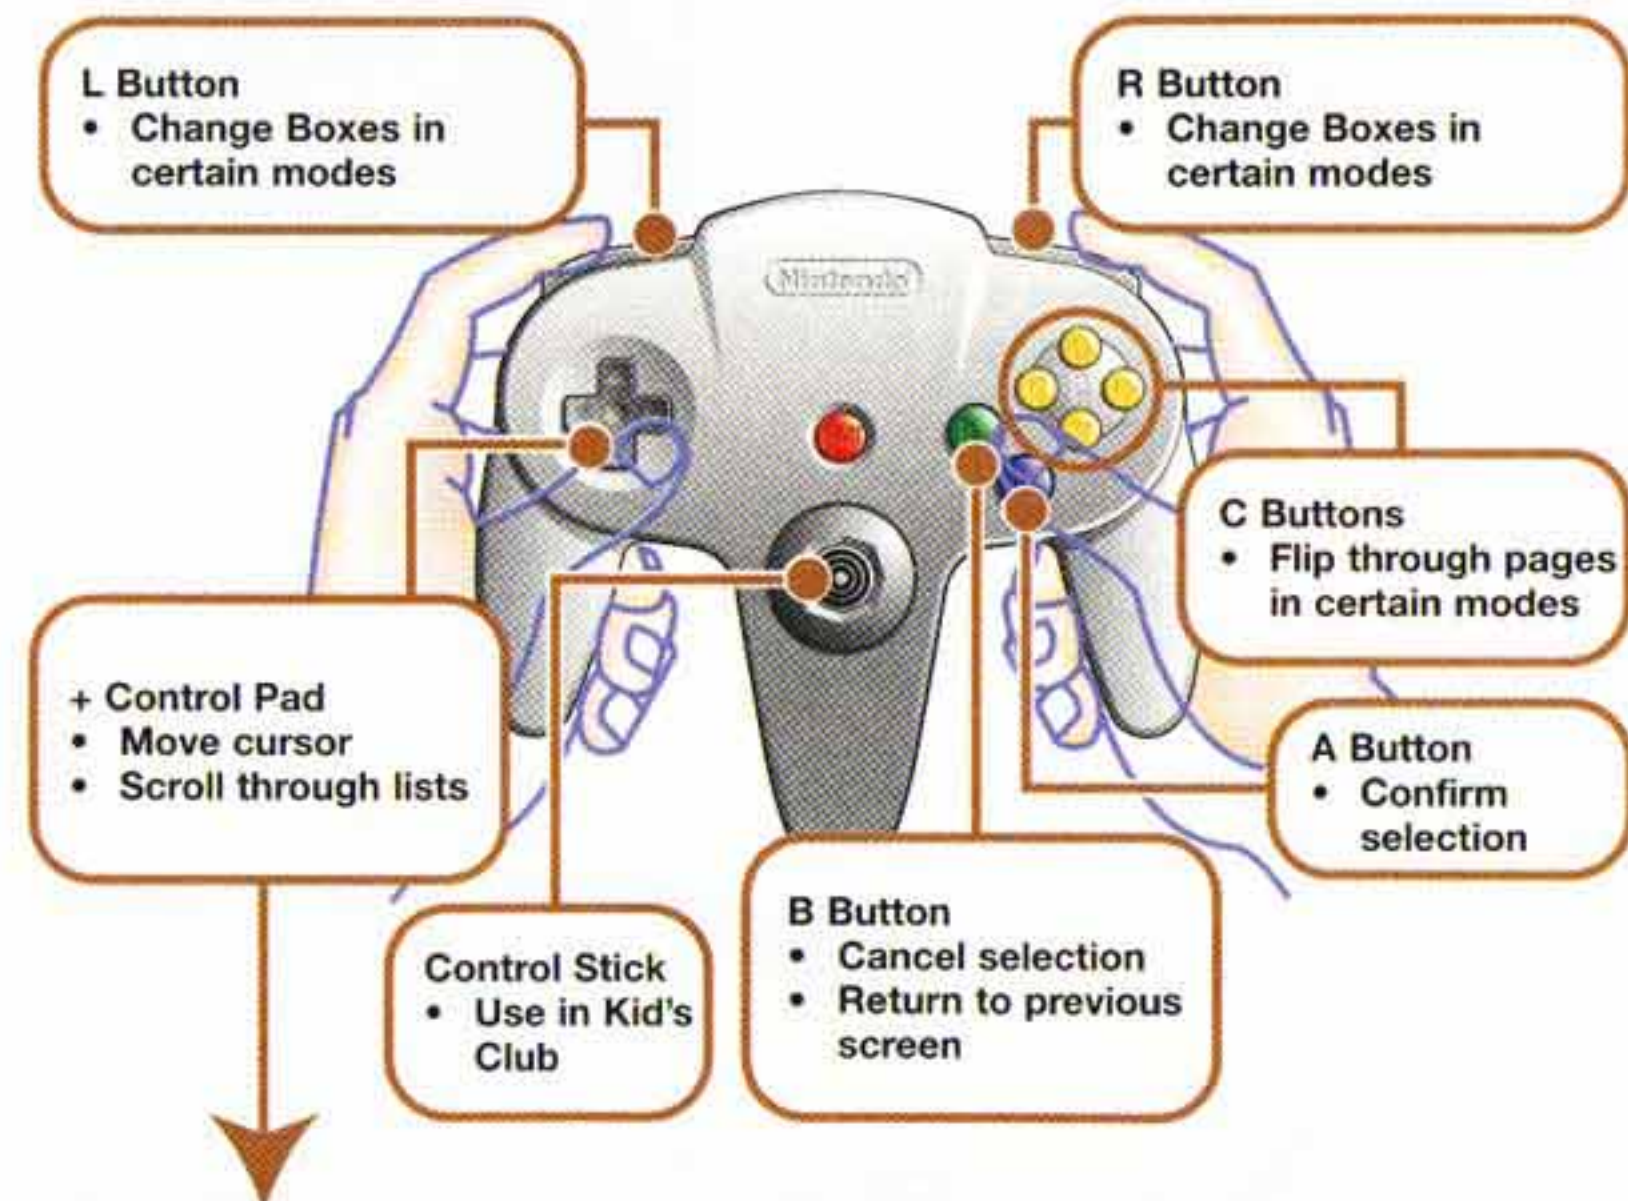 L Button
• Change Boxes in
certain modes
R Button
• Change Boxes in
certain modes
Nintendo
C Buttons
• Flip through pages
in certain modes
+ Control Pad
• Move cursor
• Scroll through lists
A Button
• Confirm
selection
B Button
• Cancel selection
• Return to previous
screen
Control Stick
• Use in Kid's
Club